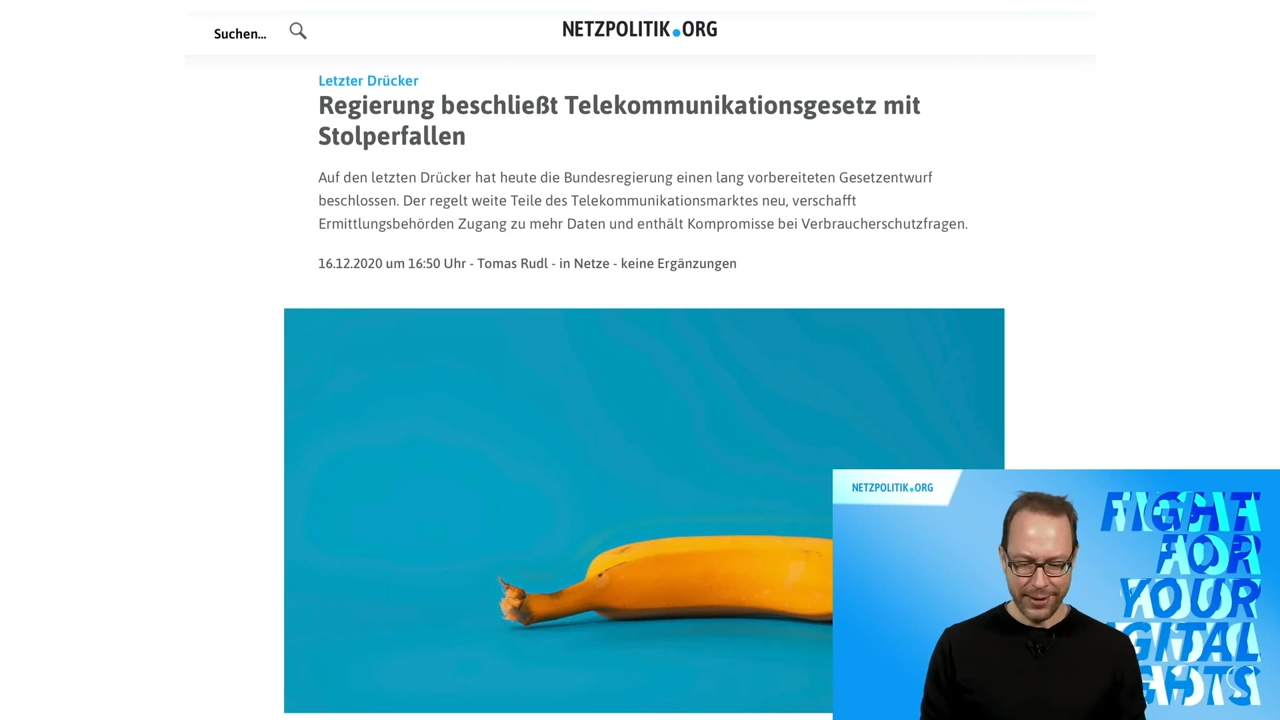 Suchen...
NETZPOLITIK.ORG
Letzter Drücker
Regierung beschließt Telekommunikationsgesetz mit
Stolperfallen
Auf den letzten Drücker hat heute die Bundesregierung einen lang vorbereiteten Gesetzentwurf
beschlossen. Der regelt weite Teile des Telekommunikationsmarktes neu, verschafft
Ermittlungsbehörden Zugang zu mehr Daten und enthält Kompromisse bei Verbraucherschutzfragen.
16.12.2020 um 16:50 Uhr - Tomas Rudl - in Netze - keine Ergänzungen
NETZPOLITIK.ORG
FIGHT
FOR
YOUR
IGITAL
GHTS